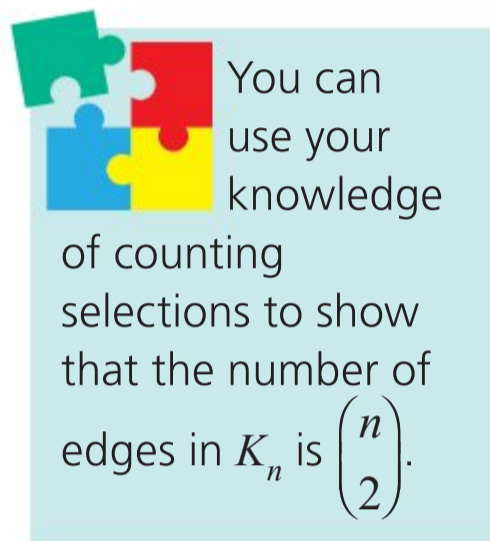 You can
use your
knowledge
of counting
selections to show
that the number of
edges in Kₙ is (n 2).